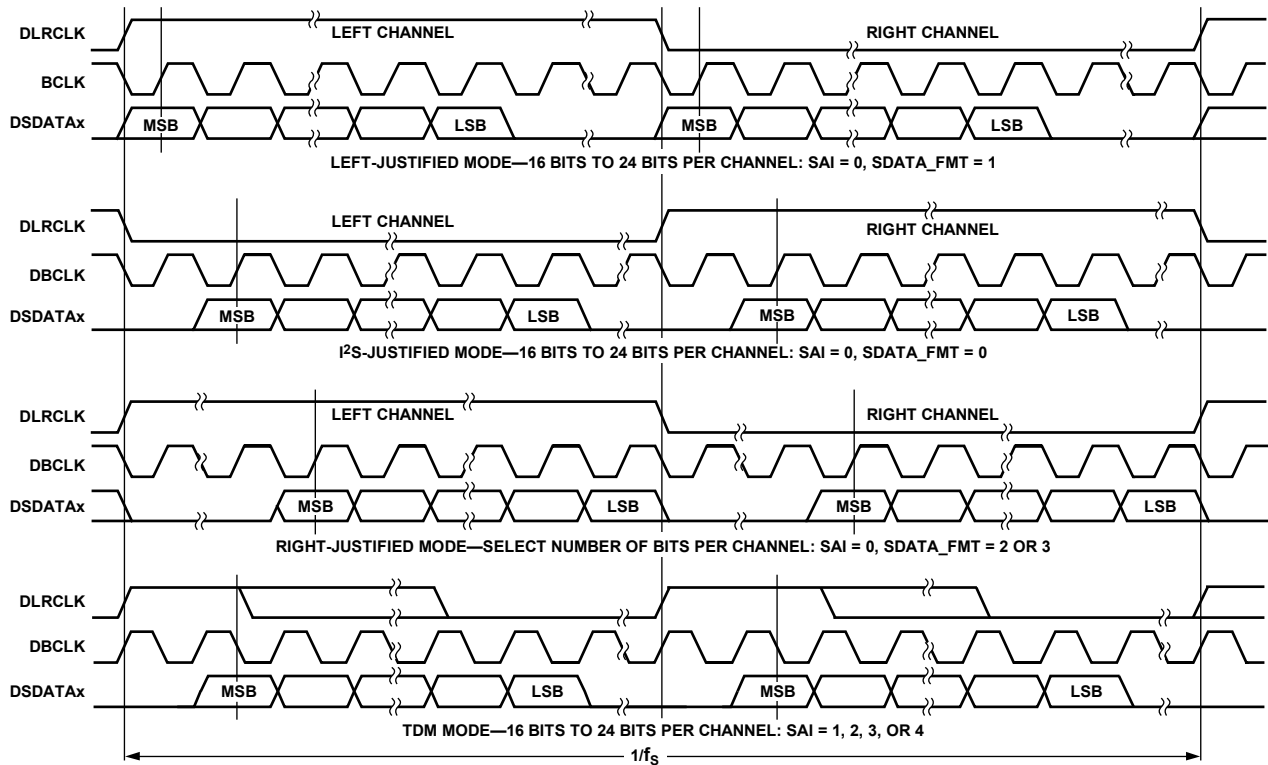 DLRCLK LEFT CHANNEL RIGHT CHANNEL
BCLK
DSDATAx MSB LSB MSB LSB
LEFT-JUSTIFIED MODE—16 BITS TO 24 BITS PER CHANNEL: SAI = 0, SDATA_FMT = 1
DLRCLK LEFT CHANNEL RIGHT CHANNEL
DBCLK
DSDATAx MSB LSB MSB LSB
I²S-JUSTIFIED MODE—16 BITS TO 24 BITS PER CHANNEL: SAI = 0, SDATA_FMT = 0
DLRCLK LEFT CHANNEL RIGHT CHANNEL
DBCLK
DSDATAx MSB LSB MSB LSB
RIGHT-JUSTIFIED MODE—SELECT NUMBER OF BITS PER CHANNEL: SAI = 0, SDATA_FMT = 2 OR 3
DLRCLK
DBCLK
DSDATAx MSB LSB MSB LSB
TDM MODE—16 BITS TO 24 BITS PER CHANNEL: SAI = 1, 2, 3, OR 4
1/fS